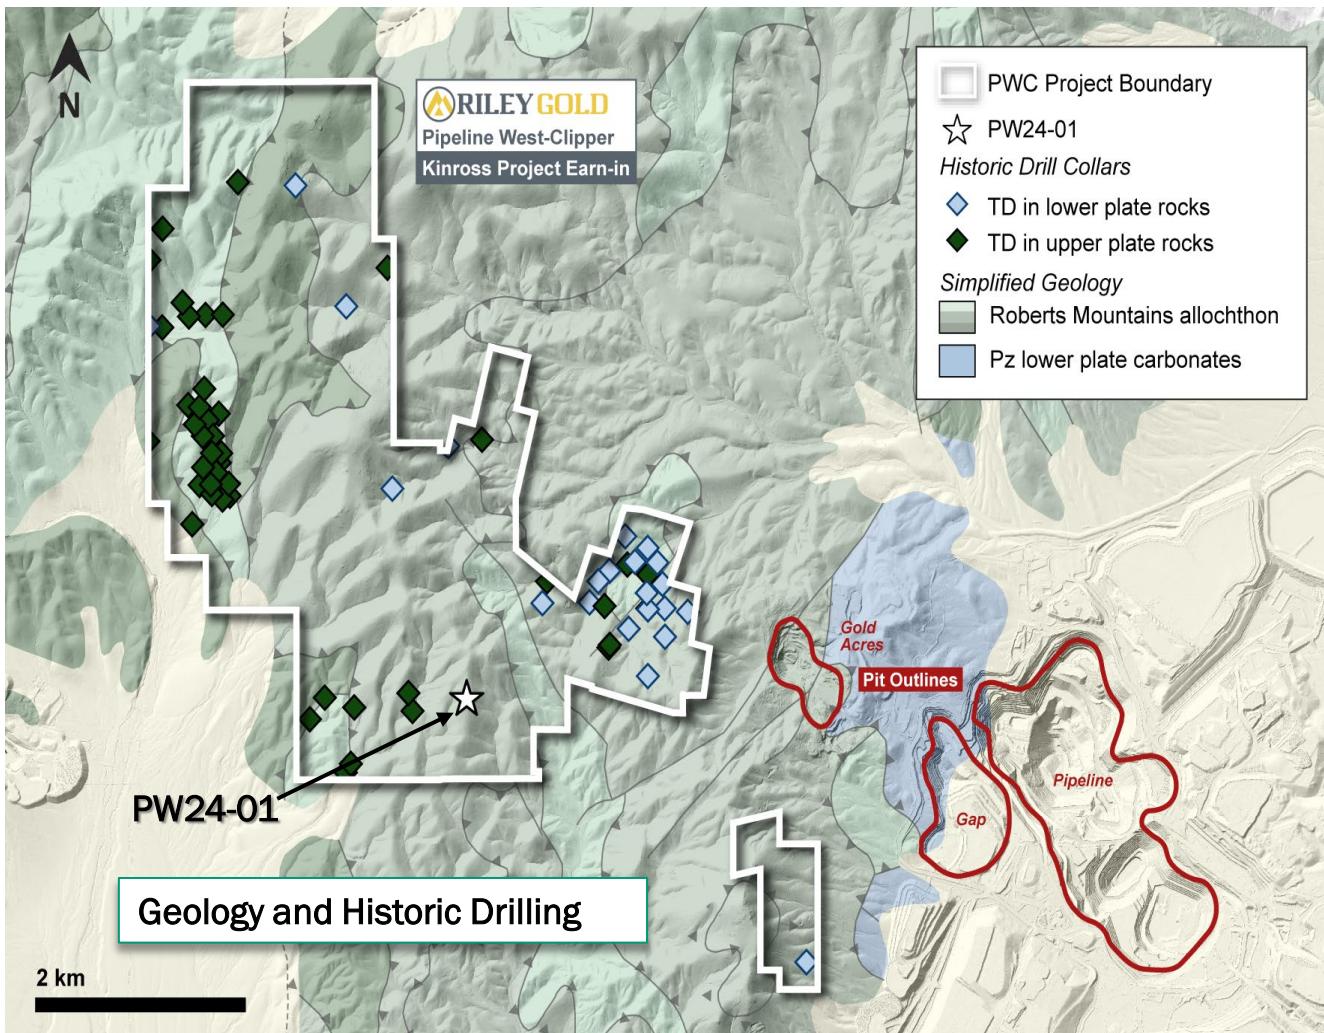 N
RILEY GOLD
Pipeline West-Clipper
Kinross Project Earn-in
PWC Project Boundary
PW24-01
Historic Drill Collars
TD in lower plate rocks
TD in upper plate rocks
Simplified Geology
Roberts Mountains allochthon
Pz lower plate carbonates
Gold
Acres
Pit Outlines
Pipeline
Gap
PW24-01
Geology and Historic Drilling
2 km